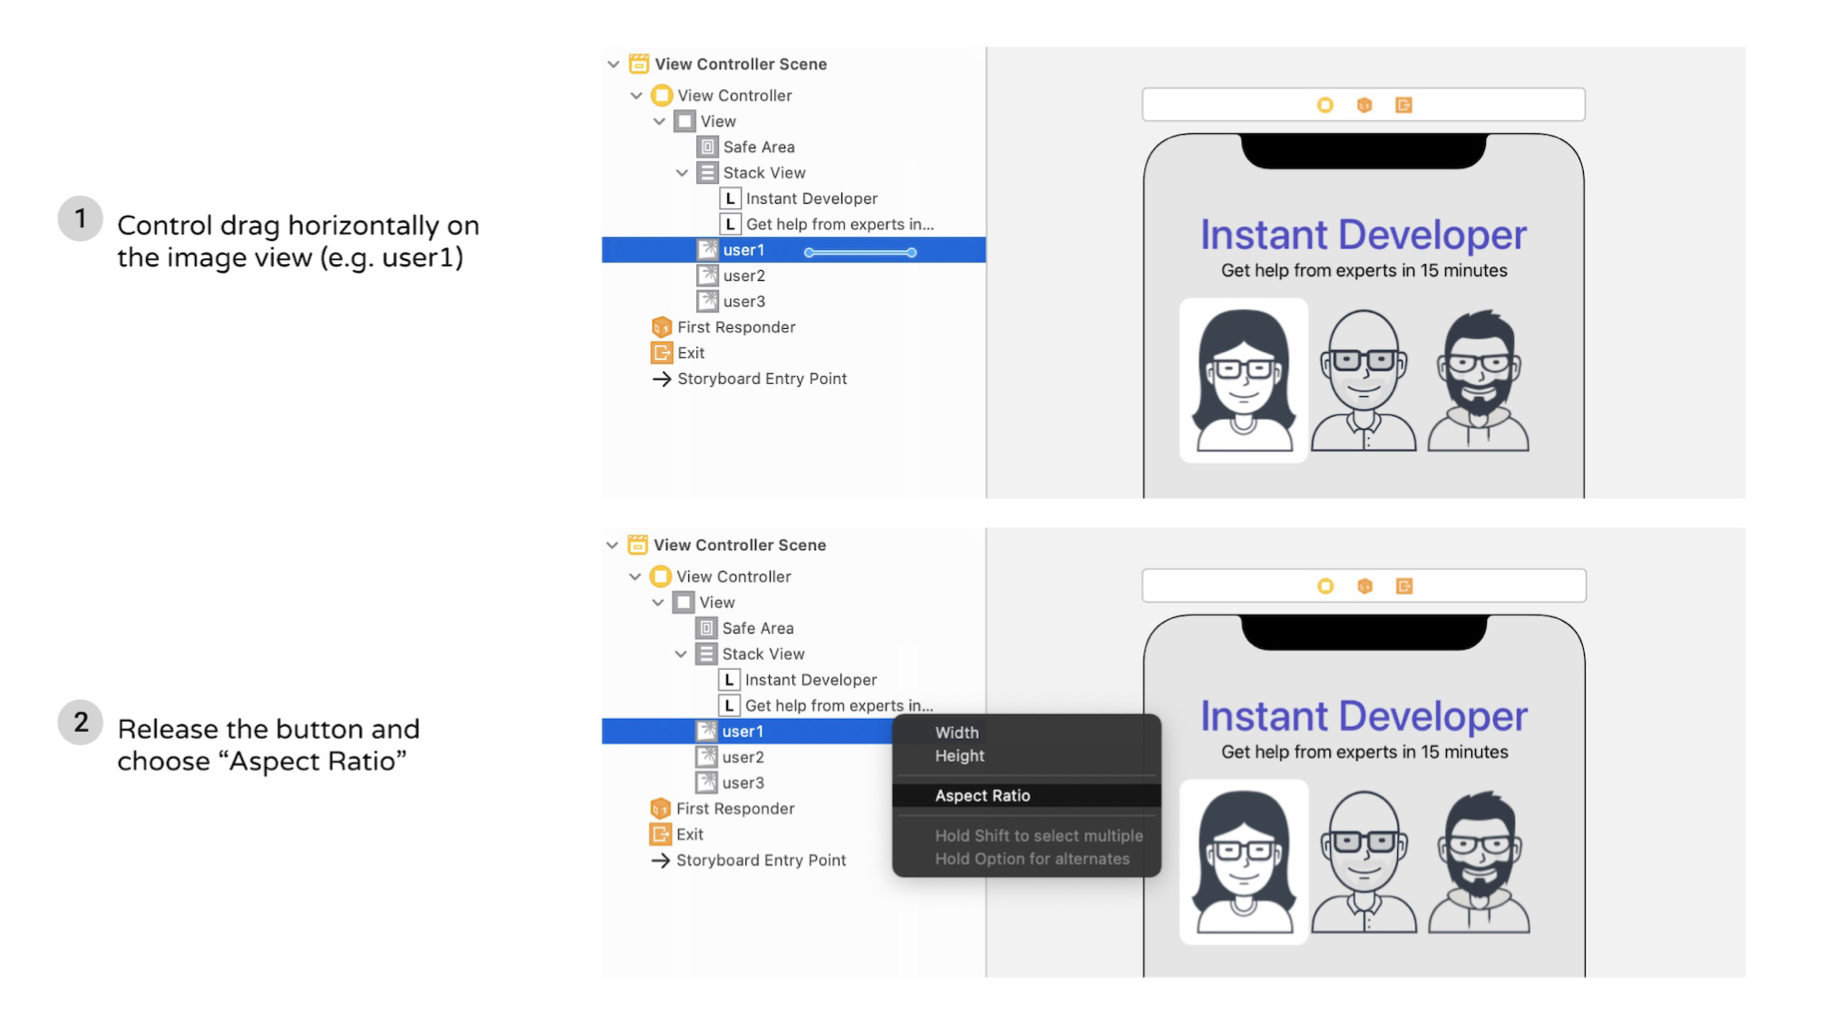 1
Control drag horizontally on
the image view (e.g. user1)
View Controller Scene
View Controller
View
Safe Area
Stack View
L Instant Developer
L Get help from experts in...
user1
user2
user3
First Responder
Exit
Storyboard Entry Point
Instant Developer
Get help from experts in 15 minutes
2
Release the button and
choose “Aspect Ratio”
View Controller Scene
View Controller
View
Safe Area
Stack View
L Instant Developer
L Get help from experts in...
user1
user2
user3
First Responder
Exit
Storyboard Entry Point
Width
Height
Aspect Ratio
Hold Shift to select multiple
Hold Option for alternates
Instant Developer
Get help from experts in 15 minutes